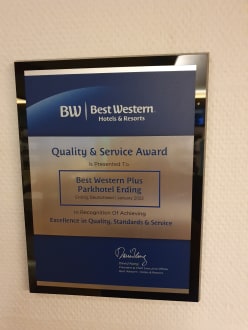 BW Best Western
Hotels & Resorts
Quality & Service Award
Is Presented To
Best Western Plus
Parkhotel Erding
In Recognition Of Achieving
Excellence in Quality, Standards & Service